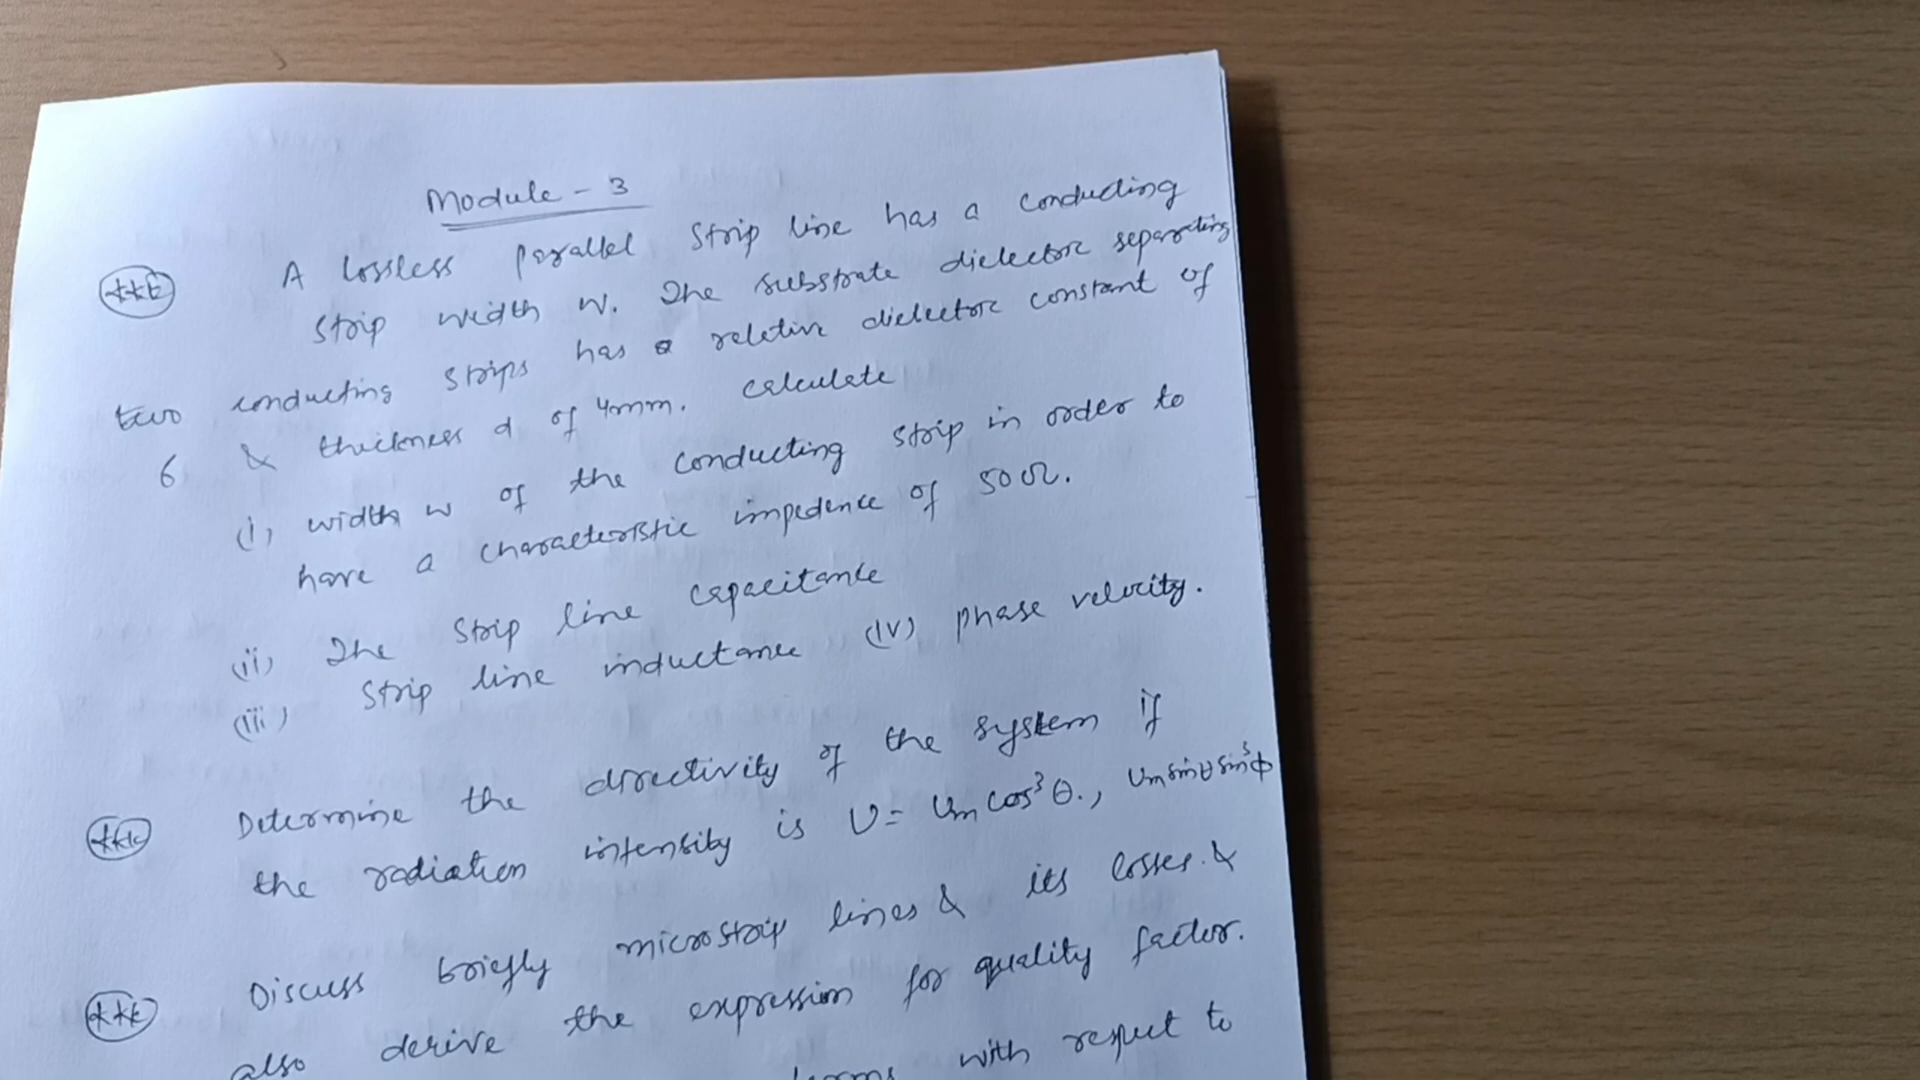 Module - 3
*** A lossless parallel strip line has a conducting
strip width W. The substrate dielectric separating
two conducting strips has a reletive dielectric constant of
6 & thickness d of 4mm. calculate
(i) width w of the conducting strip in order to
have a characteristic impedence of 50Ω.
(ii) The strip line capacitance
(iii) Strip line inductance (iv) phase velocity.
*** Determine the directivity of the system if
the radiation intensity is U = Um cos³θ., Um sinθ sin³φ
*** Discuss briefly microstrip lines & its losses. &
also derive the expression for quality factor.
with respect to